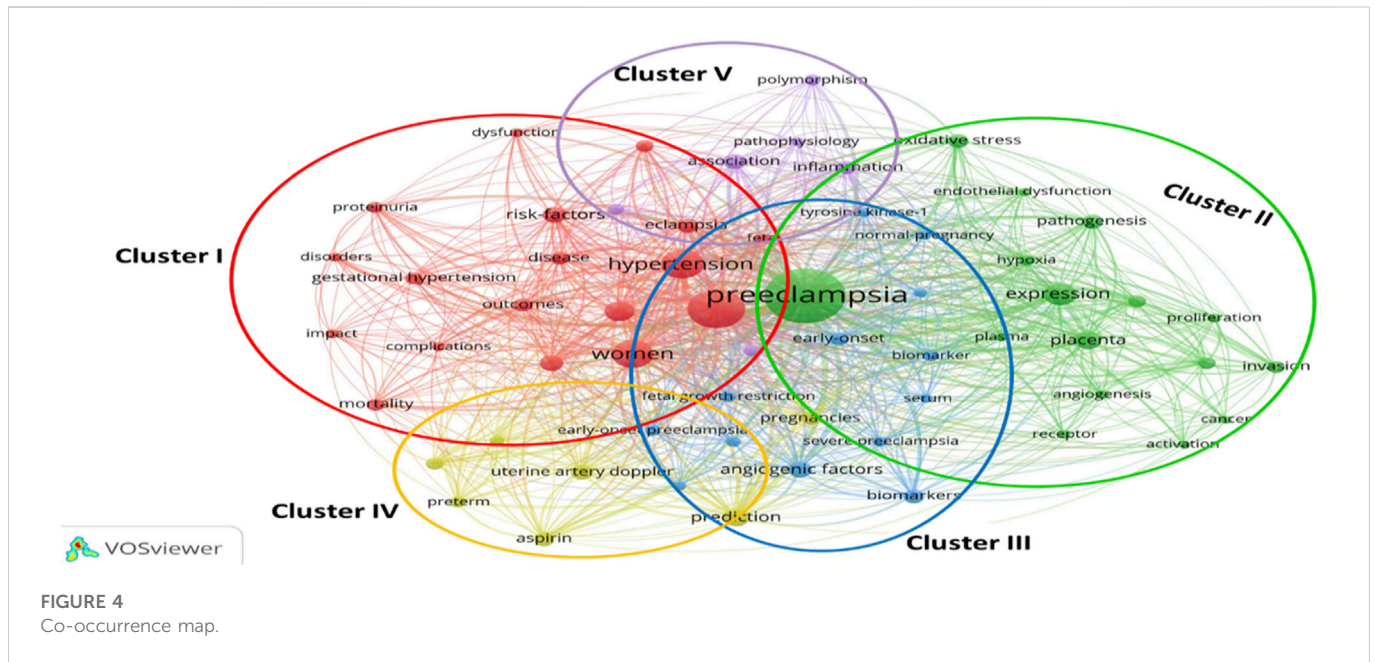 Cluster V
polymorphism
dysfunction
pathophysiology
oxidative stress
association
inflammation
endothelial dysfunction
Cluster II
proteinuria
risk-factors
tyrosine kinase-1
pathogenesis
eclampsia
normal-pregnancy
Cluster I
disorders
disease
hypertension
hypoxia
gestational hypertension
preeclampsia
expression
outcomes
proliferation
impact
complications
early-onset
plasma
placenta
women
biomarker
invasion
mortality
fetal growth restriction
serum
angiogenesis
pregnancies
cancer
early-onset preeclampsia
severe preeclampsia
receptor
activation
uterine artery doppler
angiogenic factors
preterm
biomarkers
Cluster IV
prediction
aspirin
Cluster III
VOSviewer
FIGURE 4
Co-occurrence map.